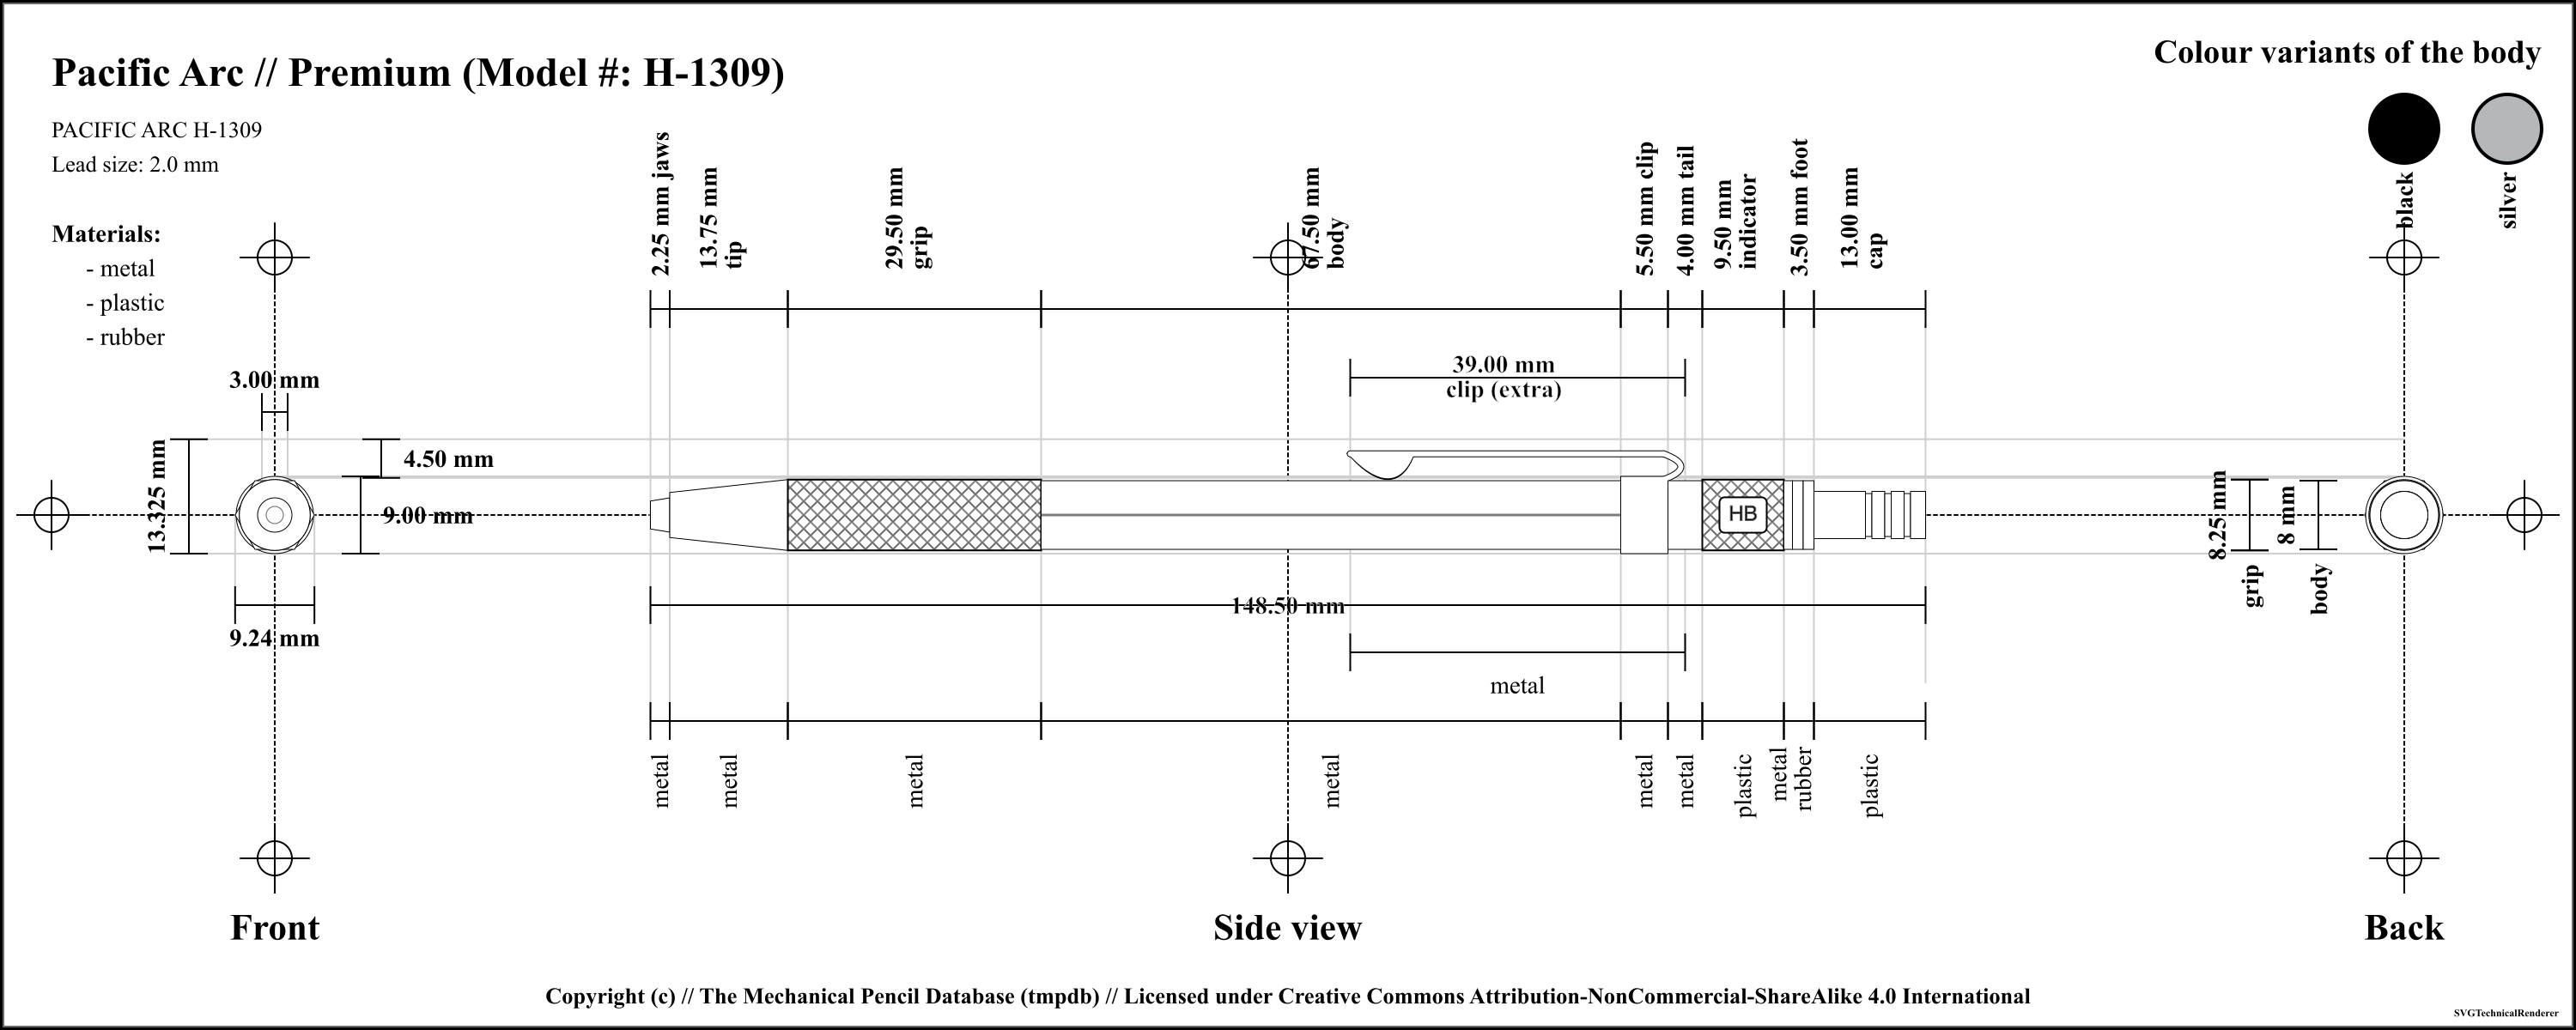 Pacific Arc // Premium (Model #: H-1309)
PACIFIC ARC H-1309
Lead size: 2.0 mm
Materials:
- metal
- plastic
- rubber
Colour variants of the body
black
silver
2.25 mm jaws
13.75 mm
tip
29.50 mm
grip
67.50 mm
body
5.50 mm clip
4.00 mm tail
9.50 mm
indicator
3.50 mm foot
13.00 mm
cap
39.00 mm
clip (extra)
3.00 mm
13.325 mm
4.50 mm
9.00 mm
9.24 mm
HB
148.50 mm
8.25 mm
grip
8 mm
body
metal
metal
metal
metal
metal
metal
metal
plastic
metal
rubber
plastic
Front
Side view
Back
Copyright (c) // The Mechanical Pencil Database (tmpdb) // Licensed under Creative Commons Attribution-NonCommercial-ShareAlike 4.0 International
SVGTechnicalRenderer